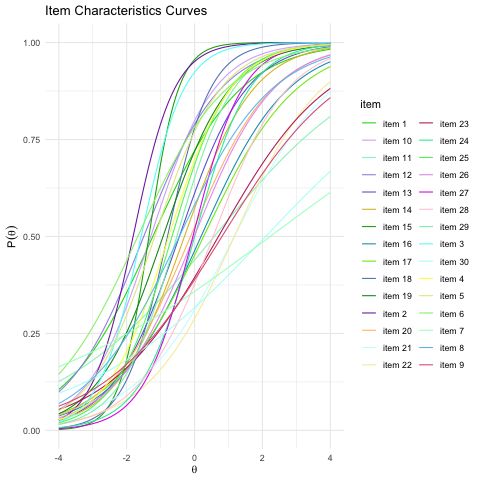 Item Characteristics Curves
1.00
0.75
0.50
0.25
0.00
P(θ)
-4 -2 0 2 4
θ
item
item 1 item 23
item 10 item 24
item 11 item 25
item 12 item 26
item 13 item 27
item 14 item 28
item 15 item 29
item 16 item 3
item 17 item 30
item 18 item 4
item 19 item 5
item 2 item 6
item 20 item 7
item 21 item 8
item 22 item 9